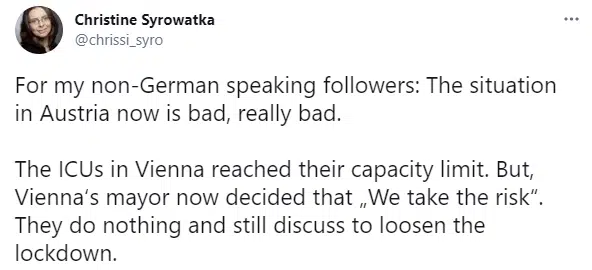 Christine Syrowatka
@chrissi_syro
For my non-German speaking followers: The situation
in Austria now is bad, really bad.
The ICUs in Vienna reached their capacity limit. But,
Vienna‘s mayor now decided that „We take the risk“.
They do nothing and still discuss to loosen the
lockdown.